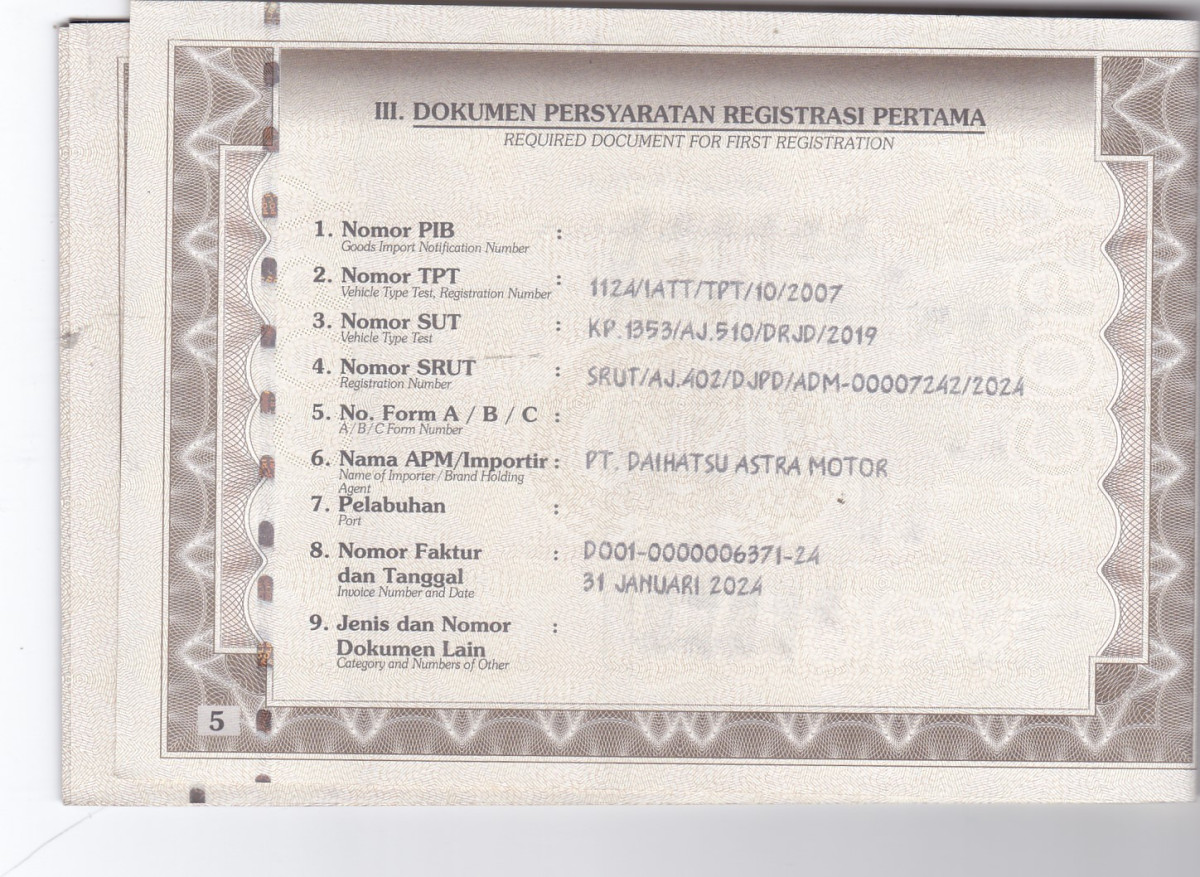 III. DOKUMEN PERSYARATAN REGISTRASI PERTAMA
REQUIRED DOCUMENT FOR FIRST REGISTRATION
1. Nomor PIB :
Goods Import Notification Number
2. Nomor TPT : 1124/IATT/TPT/10/2007
Vehicle Type Test, Registration Number
3. Nomor SUT : KP.1353/AJ.510/DRJD/2019
Vehicle Type Test
4. Nomor SRUT : SRUT/AJ.402/DJPD/ADM-00007242/2024
Registration Number
5. No. Form A / B / C :
A / B / C Form Number
6. Nama APM/Importir : PT. DAIHATSU ASTRA MOTOR
Name of Importer / Brand Holding
Agent
7. Pelabuhan :
Port
8. Nomor Faktur : D001-0000006371-24
dan Tanggal 31 JANUARI 2024
Invoice Number and Date
9. Jenis dan Nomor :
Dokumen Lain
Category and Numbers of Other
5